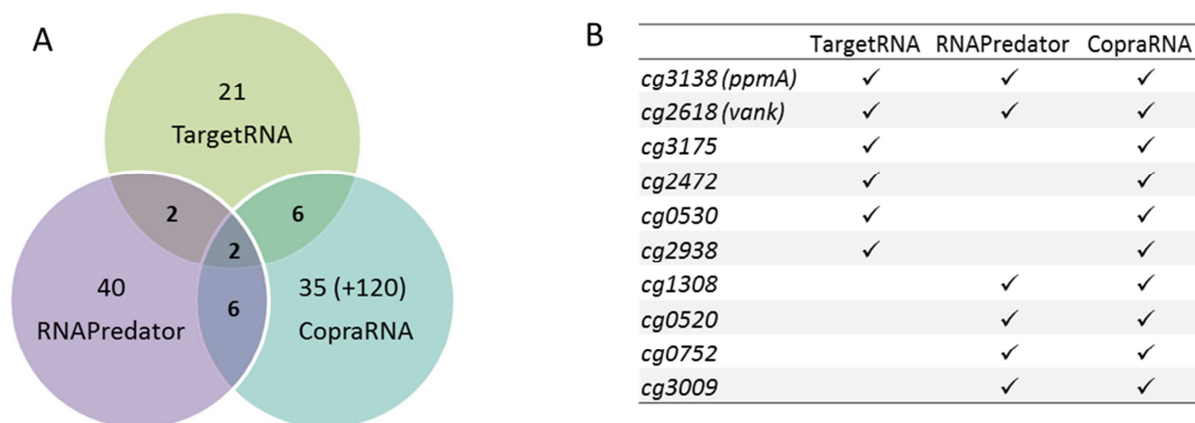 A
21
TargetRNA
2
6
2
40
RNAPredator
6
35 (+120)
CopraRNA
B
TargetRNA RNAPredator CopraRNA
cg3138 (ppmA) ✓ ✓ ✓
cg2618 (vank) ✓ ✓ ✓
cg3175 ✓ ✓
cg2472 ✓ ✓
cg0530 ✓ ✓
cg2938 ✓ ✓
cg1308 ✓ ✓
cg0520 ✓ ✓
cg0752 ✓ ✓
cg3009 ✓ ✓